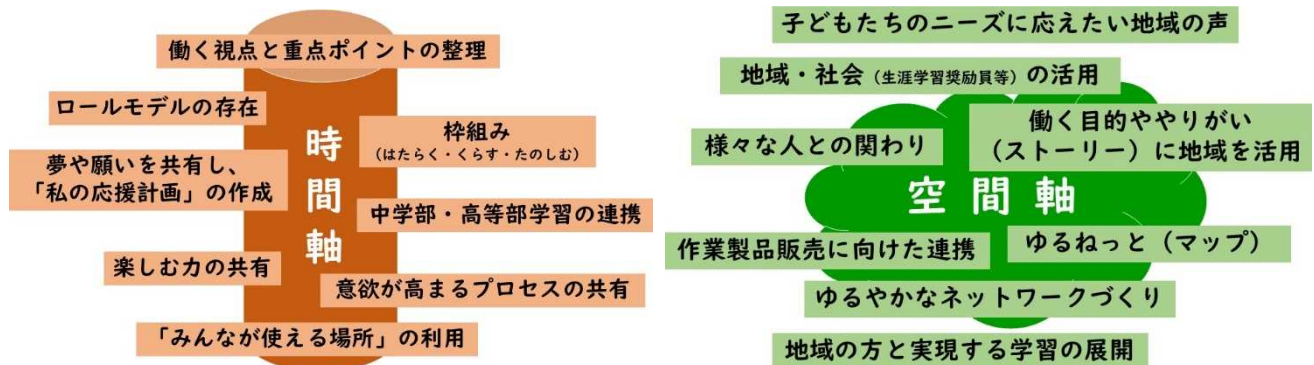 働く視点と重点ポイントの整理
ロールモデルの存在
枠組み
（はたらく・くらす・たのしむ）
夢や願いを共有し、
「私の応援計画」の作成
中学部・高等部学習の連携
楽しむ力の共有
意欲が高まるプロセスの共有
「みんなが使える場所」の利用
時間軸
子どもたちのニーズに応えたい地域の声
地域・社会（生涯学習奨励員等）の活用
様々な人との関わり
働く目的ややりがい
（ストーリー）に地域を活用
空間軸
作業製品販売に向けた連携
ゆるねっと（マップ）
ゆるやかなネットワークづくり
地域の方と実現する学習の展開